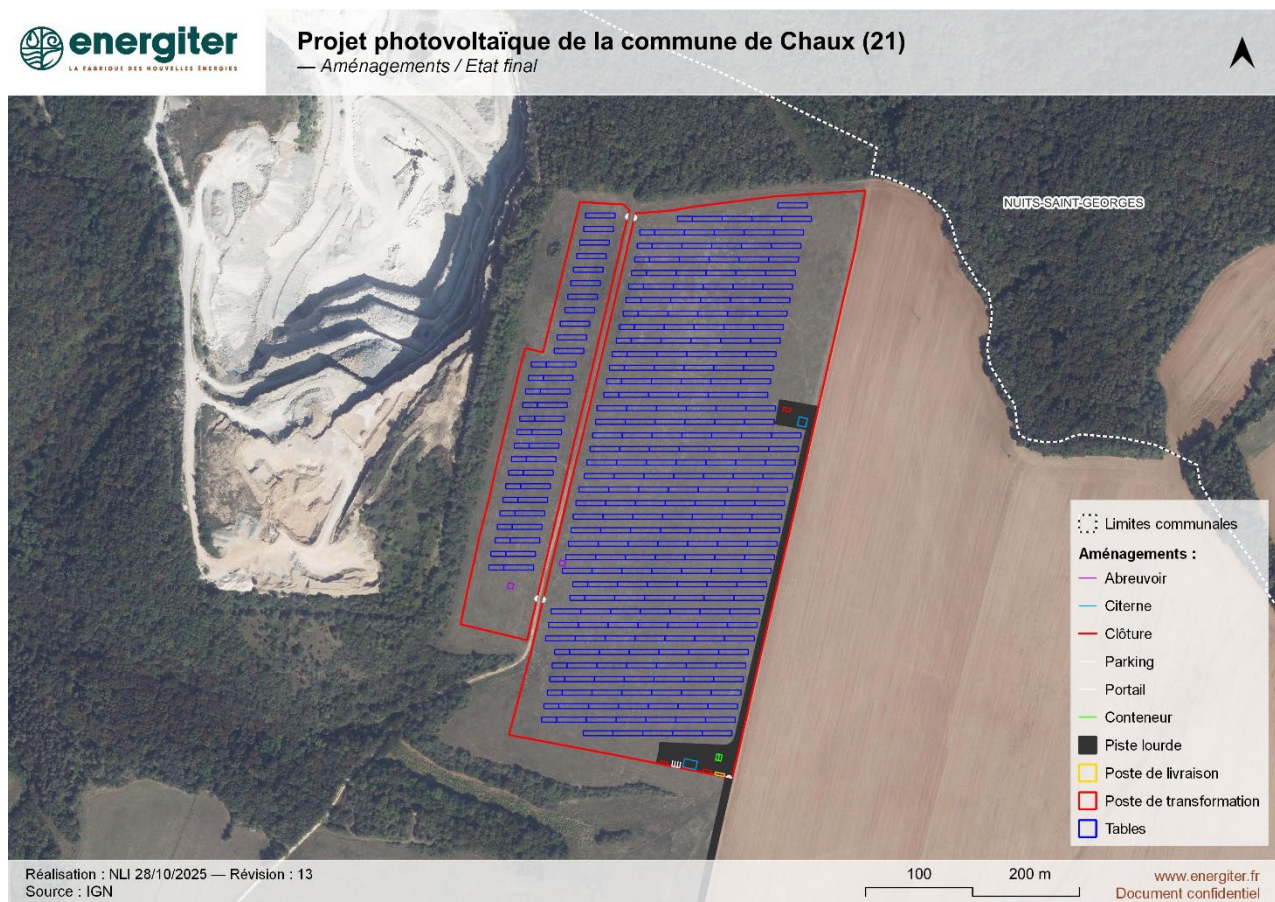 energiter
LA FABRIQUE DES NOUVELLES ÉNERGIES
Projet photovoltaïque de la commune de Chaux (21)
— Aménagements / Etat final
NUITS-SAINT-GEORGES
Limites communales
Aménagements :
Abreuvoir
Citerne
Clôture
Parking
Portail
Conteneur
Piste lourde
Poste de livraison
Poste de transformation
Tables
Réalisation : NLI 28/10/2025 — Révision : 13
Source : IGN
100 200 m
www.energiter.fr
Document confidentiel